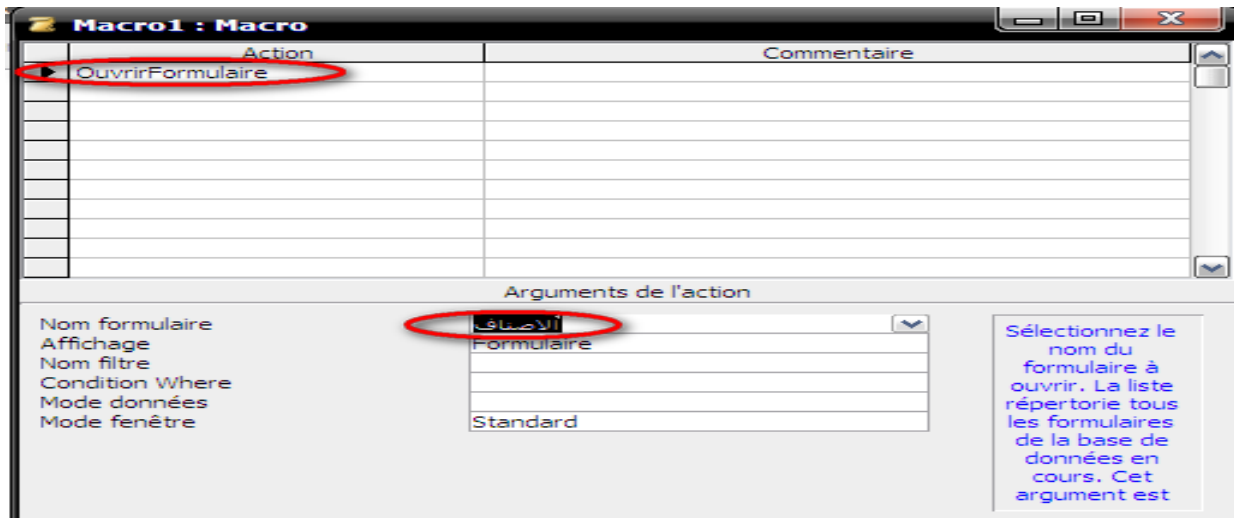 Macro1 : Macro
Action Commentaire
OuvrirFormulaire
Arguments de l'action
Nom formulaire الاصناف
Affichage Formulaire
Nom filtre
Condition Where
Mode données
Mode fenêtre Standard
Sélectionnez le
nom du
formulaire à
ouvrir. La liste
répertorie tous
les formulaires
de la base de
données en
cours. Cet
argument est